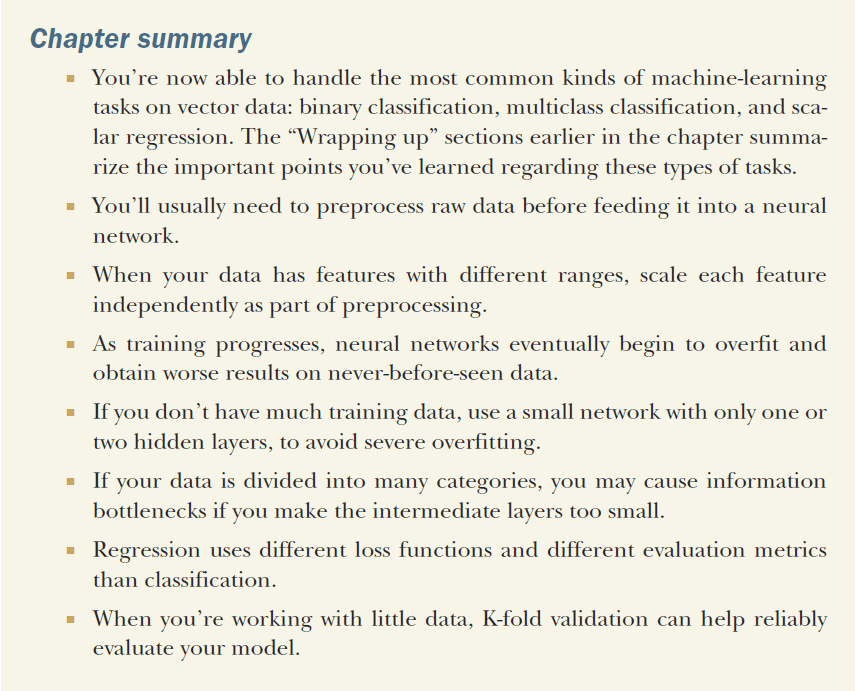 Chapter summary
▪ You're now able to handle the most common kinds of machine-learning
tasks on vector data: binary classification, multiclass classification, and sca-
lar regression. The “Wrapping up” sections earlier in the chapter summa-
rize the important points you've learned regarding these types of tasks.
▪ You'll usually need to preprocess raw data before feeding it into a neural
network.
▪ When your data has features with different ranges, scale each feature
independently as part of preprocessing.
▪ As training progresses, neural networks eventually begin to overfit and
obtain worse results on never-before-seen data.
▪ If you don't have much training data, use a small network with only one or
two hidden layers, to avoid severe overfitting.
▪ If your data is divided into many categories, you may cause information
bottlenecks if you make the intermediate layers too small.
▪ Regression uses different loss functions and different evaluation metrics
than classification.
▪ When you're working with little data, K-fold validation can help reliably
evaluate your model.